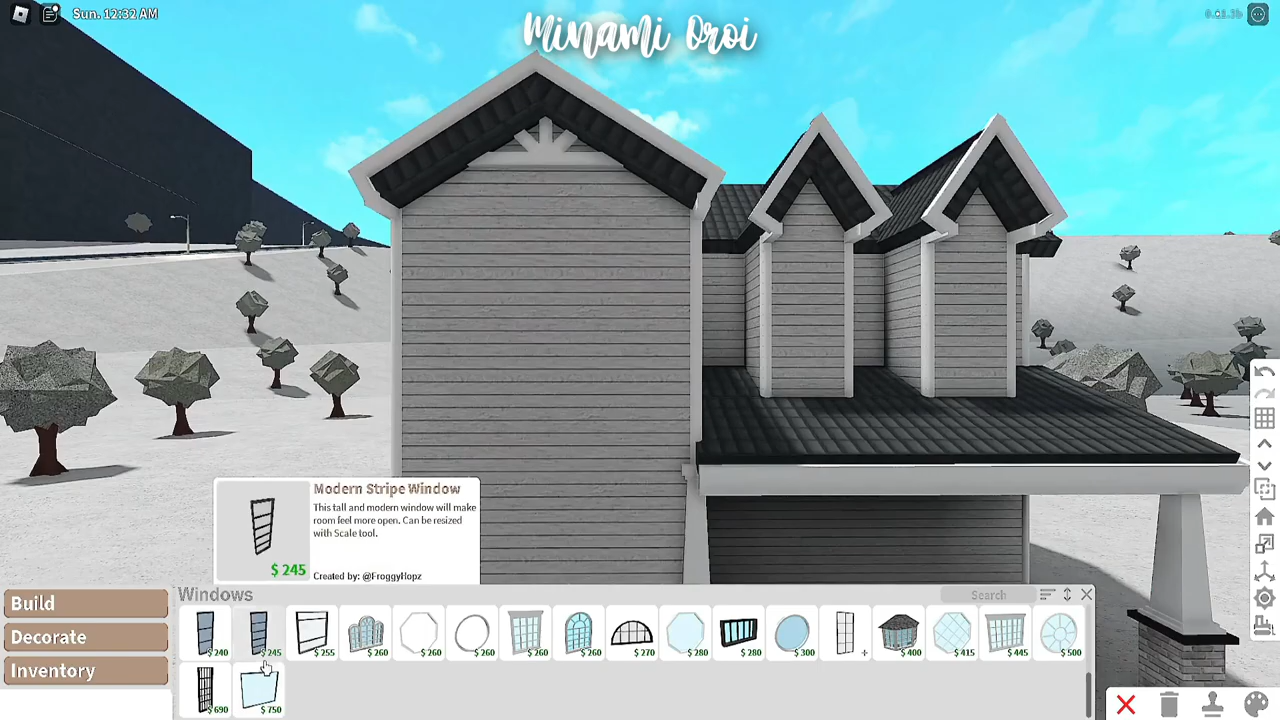 Sun. 12:32 AM
Minami Oroi
Modern Stripe Window
This tall and modern window will make
room feel more open. Can be resized
with Scale tool.
$ 245
Created by: @FroggyHopz
Windows
Search
Build
Decorate
Inventory
$240 $245 $255 $260 $260 $260 $260 $260 $270 $280 $280 $300 + $400 $415 $445 $500
$690 $750